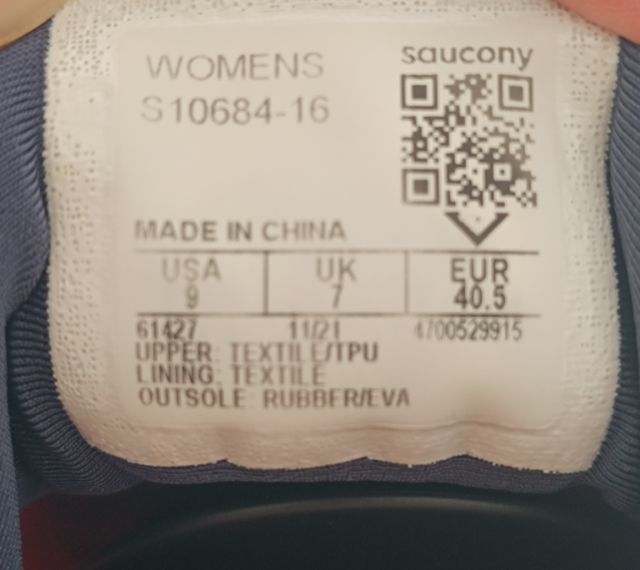 WOMENS
saucony
S10684-16
MADE IN CHINA
USA UK EUR
9 7 40.5
61427 11/21 4700529915
UPPER: TEXTILE/TPU
LINING: TEXTILE
OUTSOLE: RUBBER/EVA